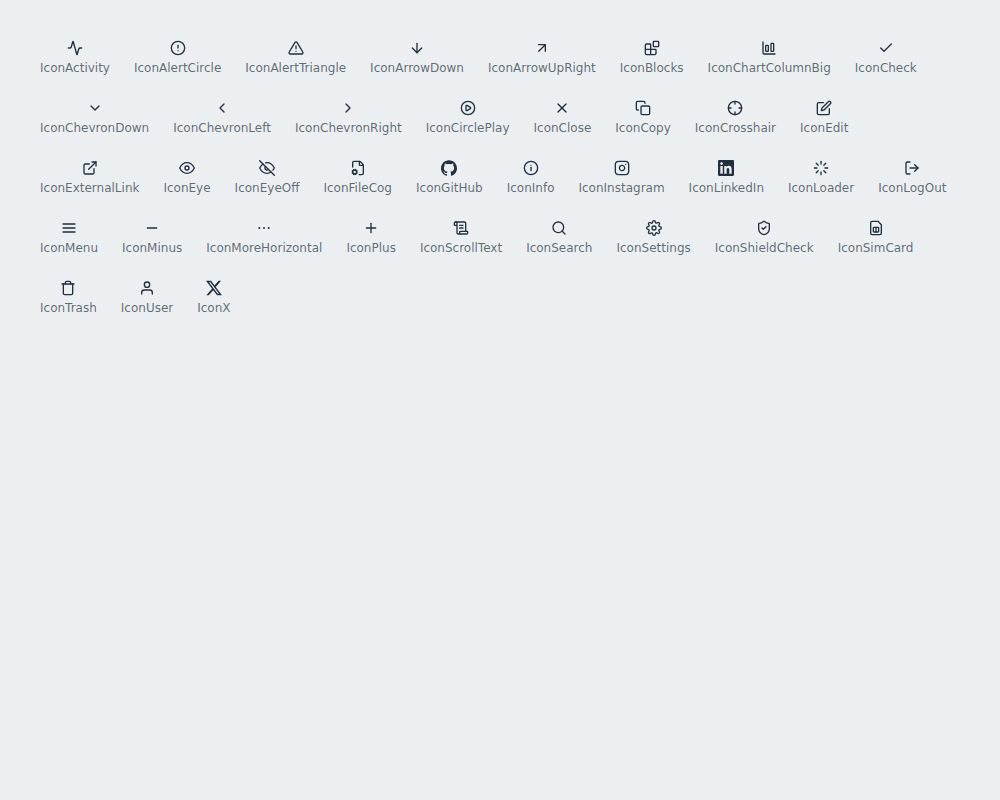 IconActivity IconAlertCircle IconAlertTriangle IconArrowDown IconArrowUpRight IconBlocks IconChartColumnBig IconCheck
IconChevronDown IconChevronLeft IconChevronRight IconCirclePlay IconClose IconCopy IconCrosshair IconEdit
IconExternalLink IconEye IconEyeOff IconFileCog IconGitHub IconInfo IconInstagram IconLinkedIn IconLoader IconLogOut
IconMenu IconMinus IconMoreHorizontal IconPlus IconScrollText IconSearch IconSettings IconShieldCheck IconSimCard
IconTrash IconUser IconX